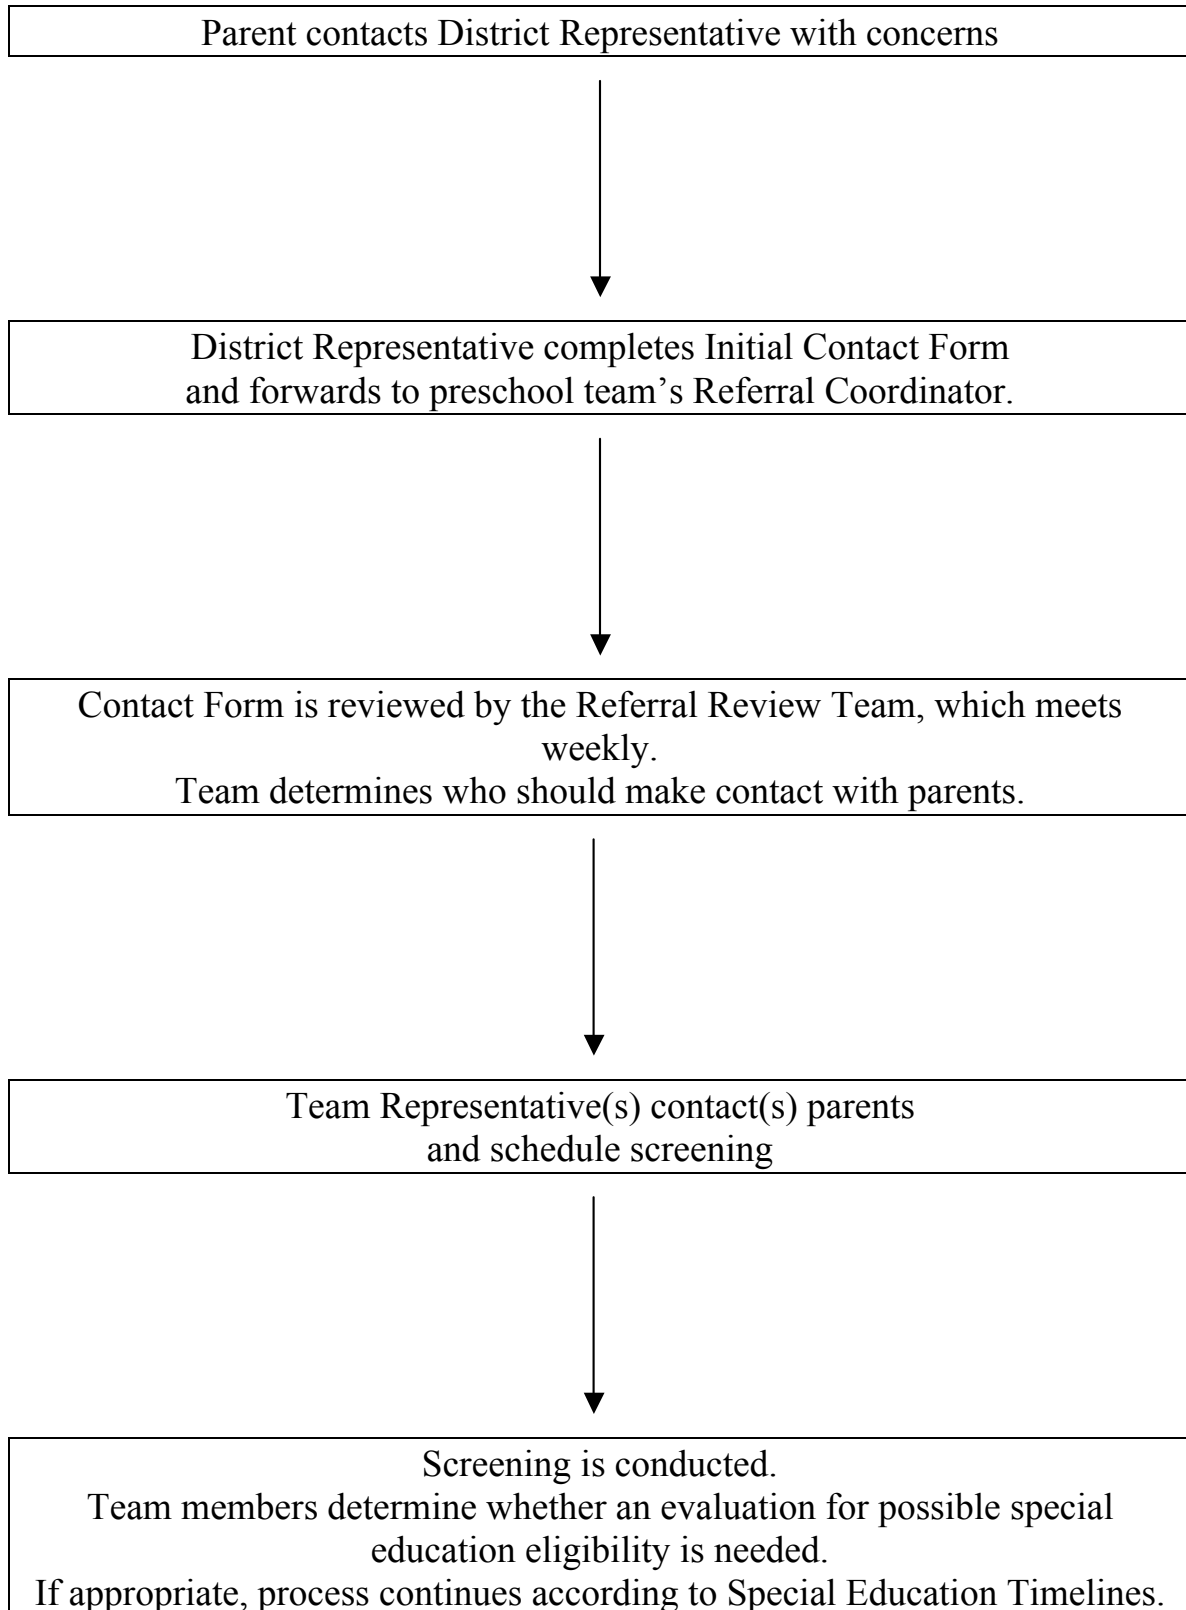 Parent contacts District Representative with concerns
District Representative completes Initial Contact Form
and forwards to preschool team’s Referral Coordinator.
Contact Form is reviewed by the Referral Review Team, which meets
weekly.
Team determines who should make contact with parents.
Team Representative(s) contact(s) parents
and schedule screening
Screening is conducted.
Team members determine whether an evaluation for possible special
education eligibility is needed.
If appropriate, process continues according to Special Education Timelines.